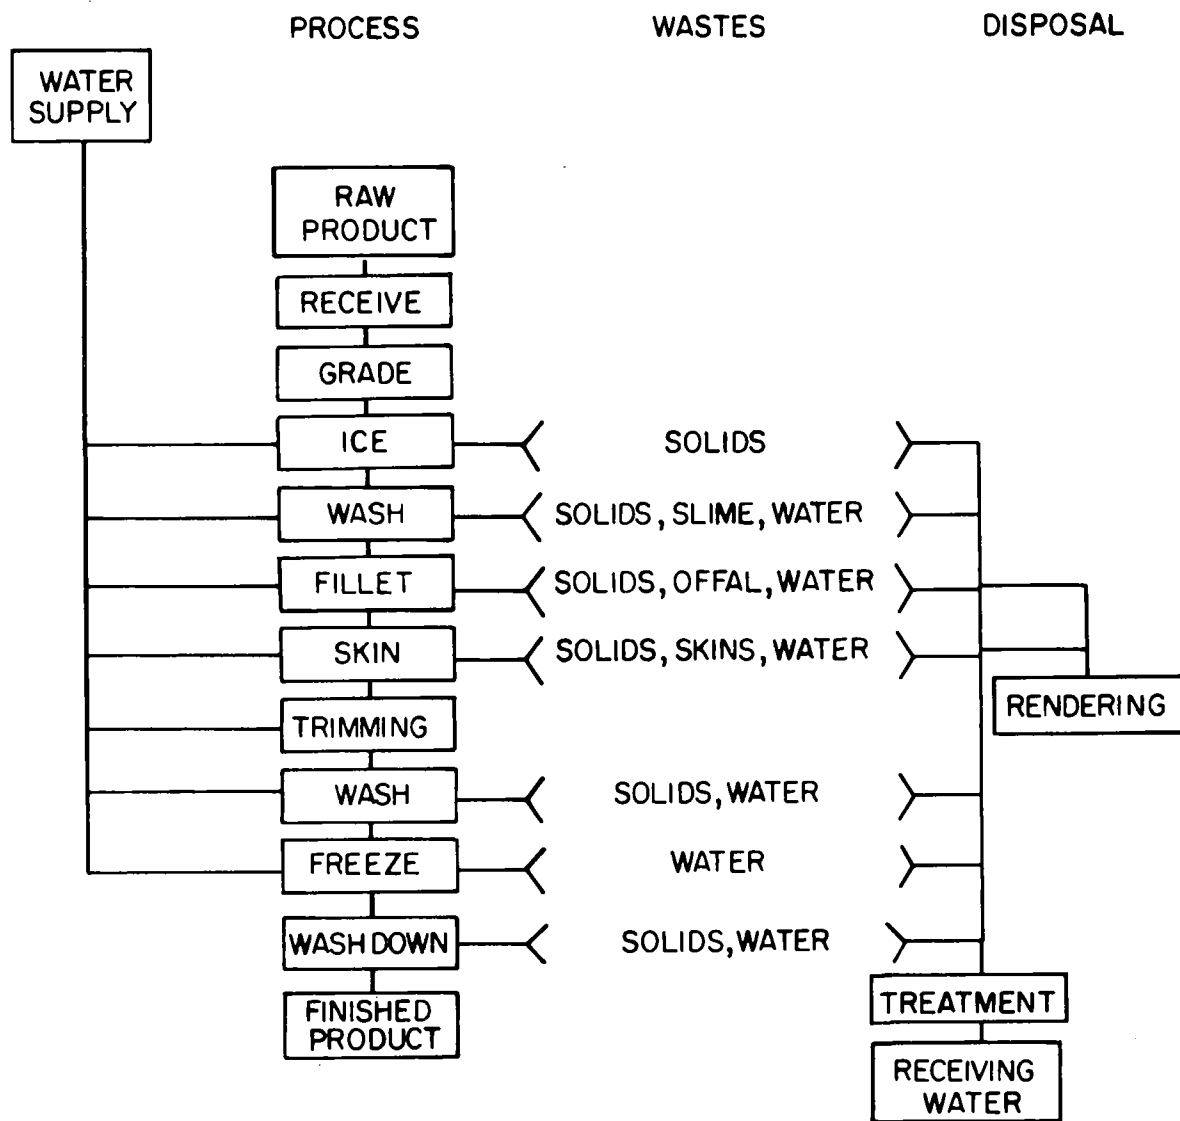 PROCESS WASTES DISPOSAL
WATER
SUPPLY
RAW
PRODUCT
RECEIVE
GRADE
ICE SOLIDS
WASH SOLIDS, SLIME, WATER
FILLET SOLIDS, OFFAL, WATER
SKIN SOLIDS, SKINS, WATER
RENDERING
TRIMMING
WASH SOLIDS, WATER
FREEZE WATER
WASH DOWN SOLIDS, WATER
TREATMENT
FINISHED
PRODUCT
RECEIVING
WATER